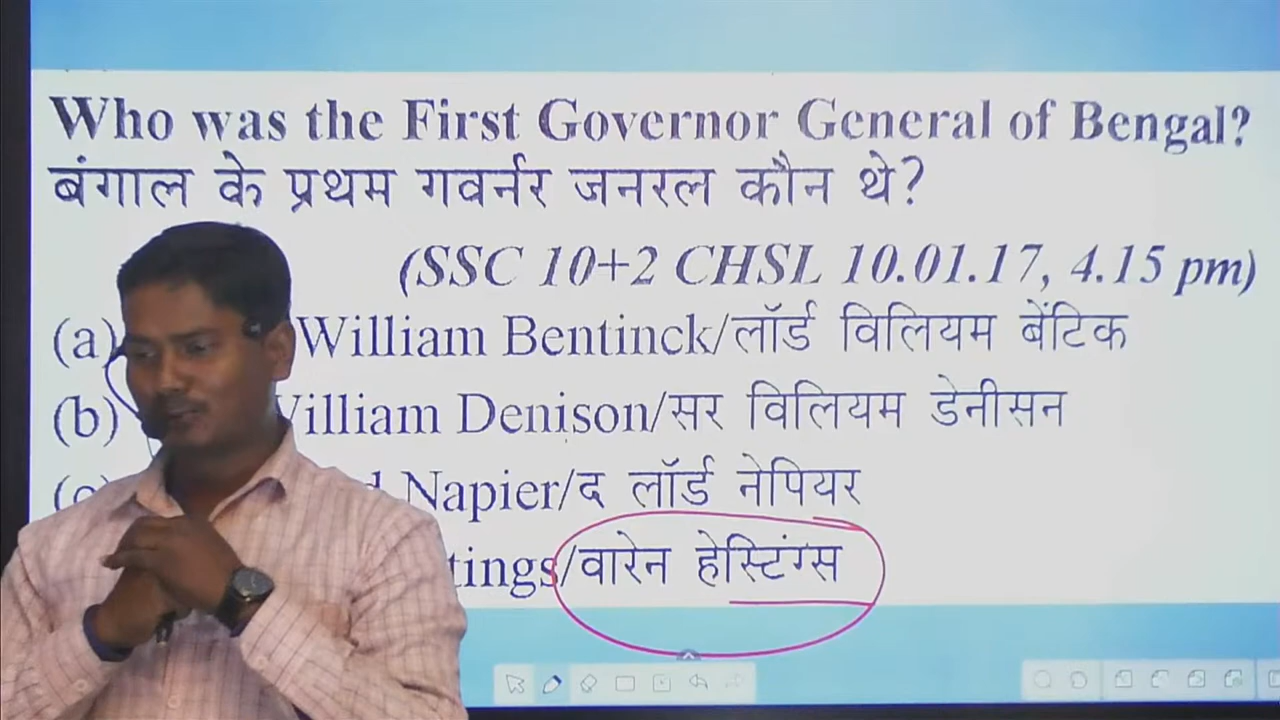 Who was the First Governor General of Bengal?
बंगाल के प्रथम गवर्नर जनरल कौन थे?
(SSC 10+2 CHSL 10.01.17, 4.15 pm)
(a) William Bentinck/लॉर्ड विलियम बेंटिक
(b) William Denison/सर विलियम डेनीसन
Napier/द लॉर्ड नेपियर
tings/वारेन हेस्टिंग्स